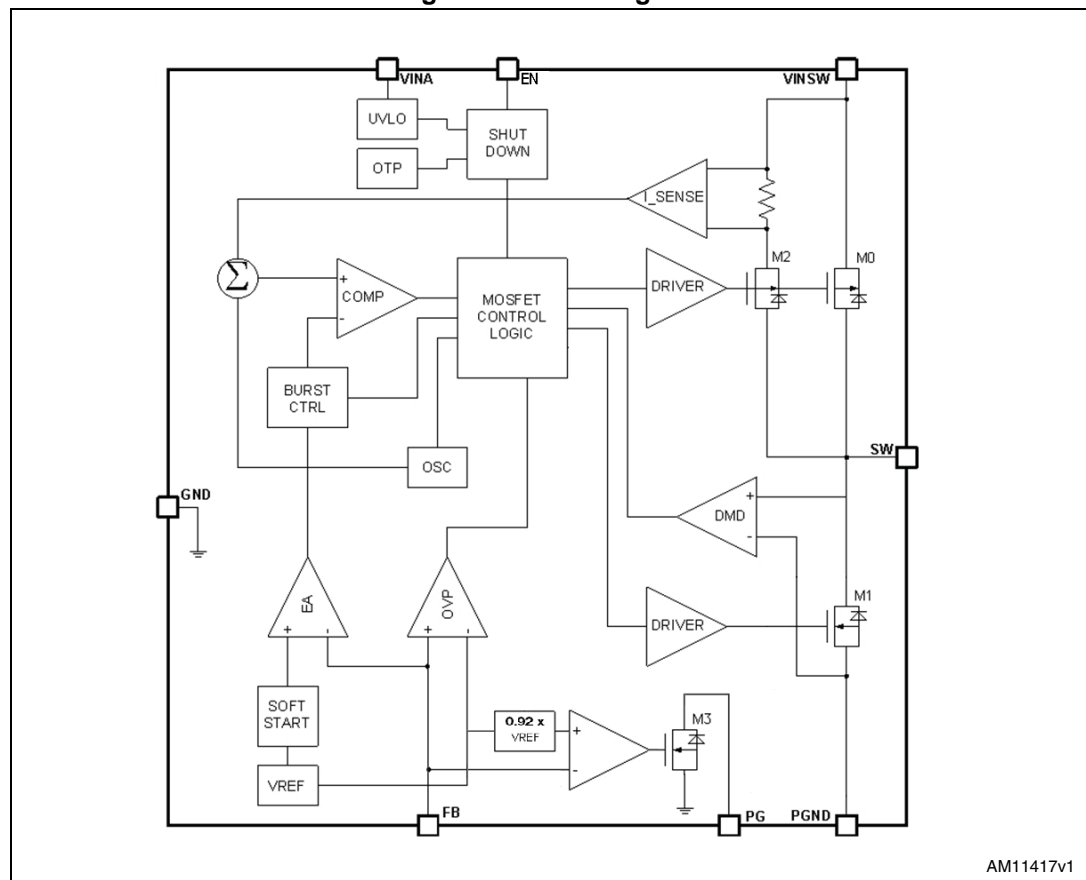 VINA
EN
VINSW
UVLO
SHUT
DOWN
OTP
I_SENSE
M2
M0
Σ
+
COMP
-
MOSFET
CONTROL
LOGIC
DRIVER
BURST
CTRL
OSC
SW
GND
+
DMD
-
EA
+ -
OVP
+ -
M1
DRIVER
SOFT
START
0.92 x
VREF
+
-
M3
VREF
FB
PG
PGND
AM11417v1